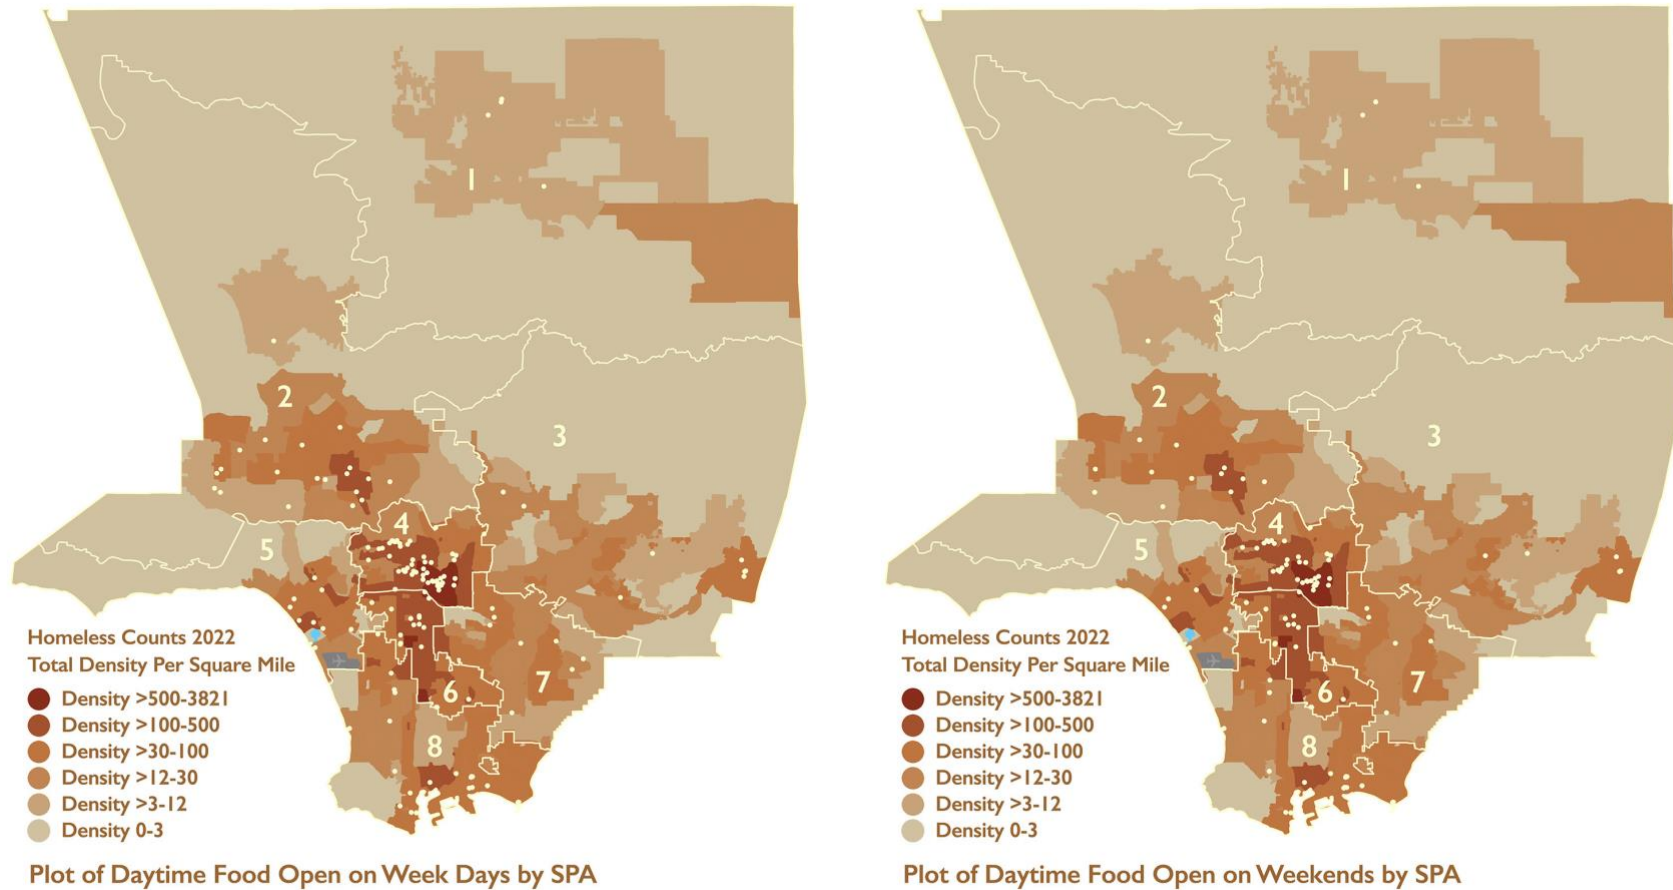 1
2
3
4
5
6
7
8
Homeless Counts 2022
Total Density Per Square Mile
Density >500-3821
Density >100-500
Density >30-100
Density >12-30
Density >3-12
Density 0-3
Plot of Daytime Food Open on Week Days by SPA
1
2
3
4
5
6
7
8
Homeless Counts 2022
Total Density Per Square Mile
Density >500-3821
Density >100-500
Density >30-100
Density >12-30
Density >3-12
Density 0-3
Plot of Daytime Food Open on Weekends by SPA